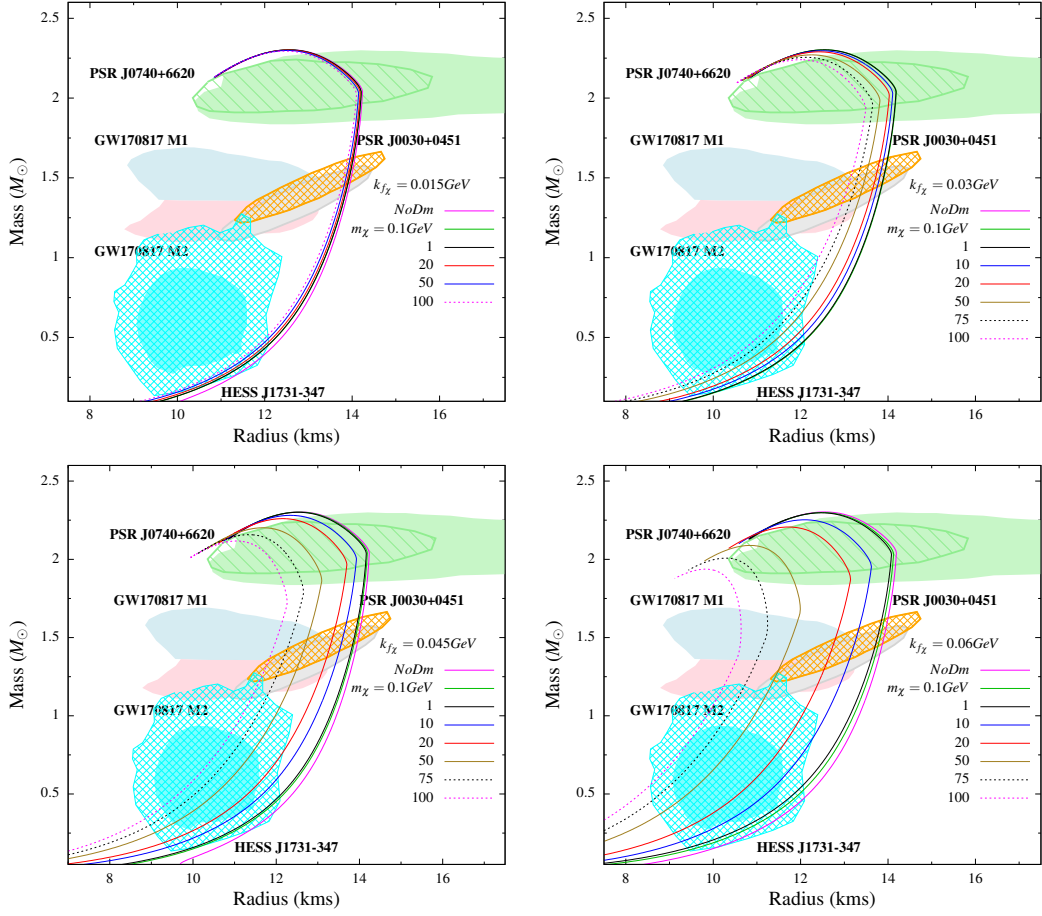 2.5
2
1.5
1
0.5
Mass (M⊙)
PSR J0740+6620
GW170817 M1
PSR J0030+0451
k_{fχ} = 0.015GeV
NoDm
m_χ = 0.1GeV
1
20
50
100
GW170817 M2
HESS J1731-347
8 10 12 14 16
Radius (kms)
2.5
2
1.5
1
0.5
Mass (M⊙)
PSR J0740+6620
GW170817 M1
PSR J0030+0451
k_{fχ} = 0.03GeV
NoDm
m_χ = 0.1GeV
1
10
20
50
75
100
GW170817 M2
HESS J1731-347
8 10 12 14 16
Radius (kms)
2.5
2
1.5
1
0.5
Mass (M⊙)
PSR J0740+6620
GW170817 M1
PSR J0030+0451
k_{fχ} = 0.045GeV
NoDm
m_χ = 0.1GeV
1
10
20
50
75
100
GW170817 M2
HESS J1731-347
8 10 12 14 16
Radius (kms)
2.5
2
1.5
1
0.5
Mass (M⊙)
PSR J0740+6620
GW170817 M1
PSR J0030+0451
k_{fχ} = 0.06GeV
NoDm
m_χ = 0.1GeV
1
10
20
50
75
100
GW170817 M2
HESS J1731-347
8 10 12 14 16
Radius (kms)